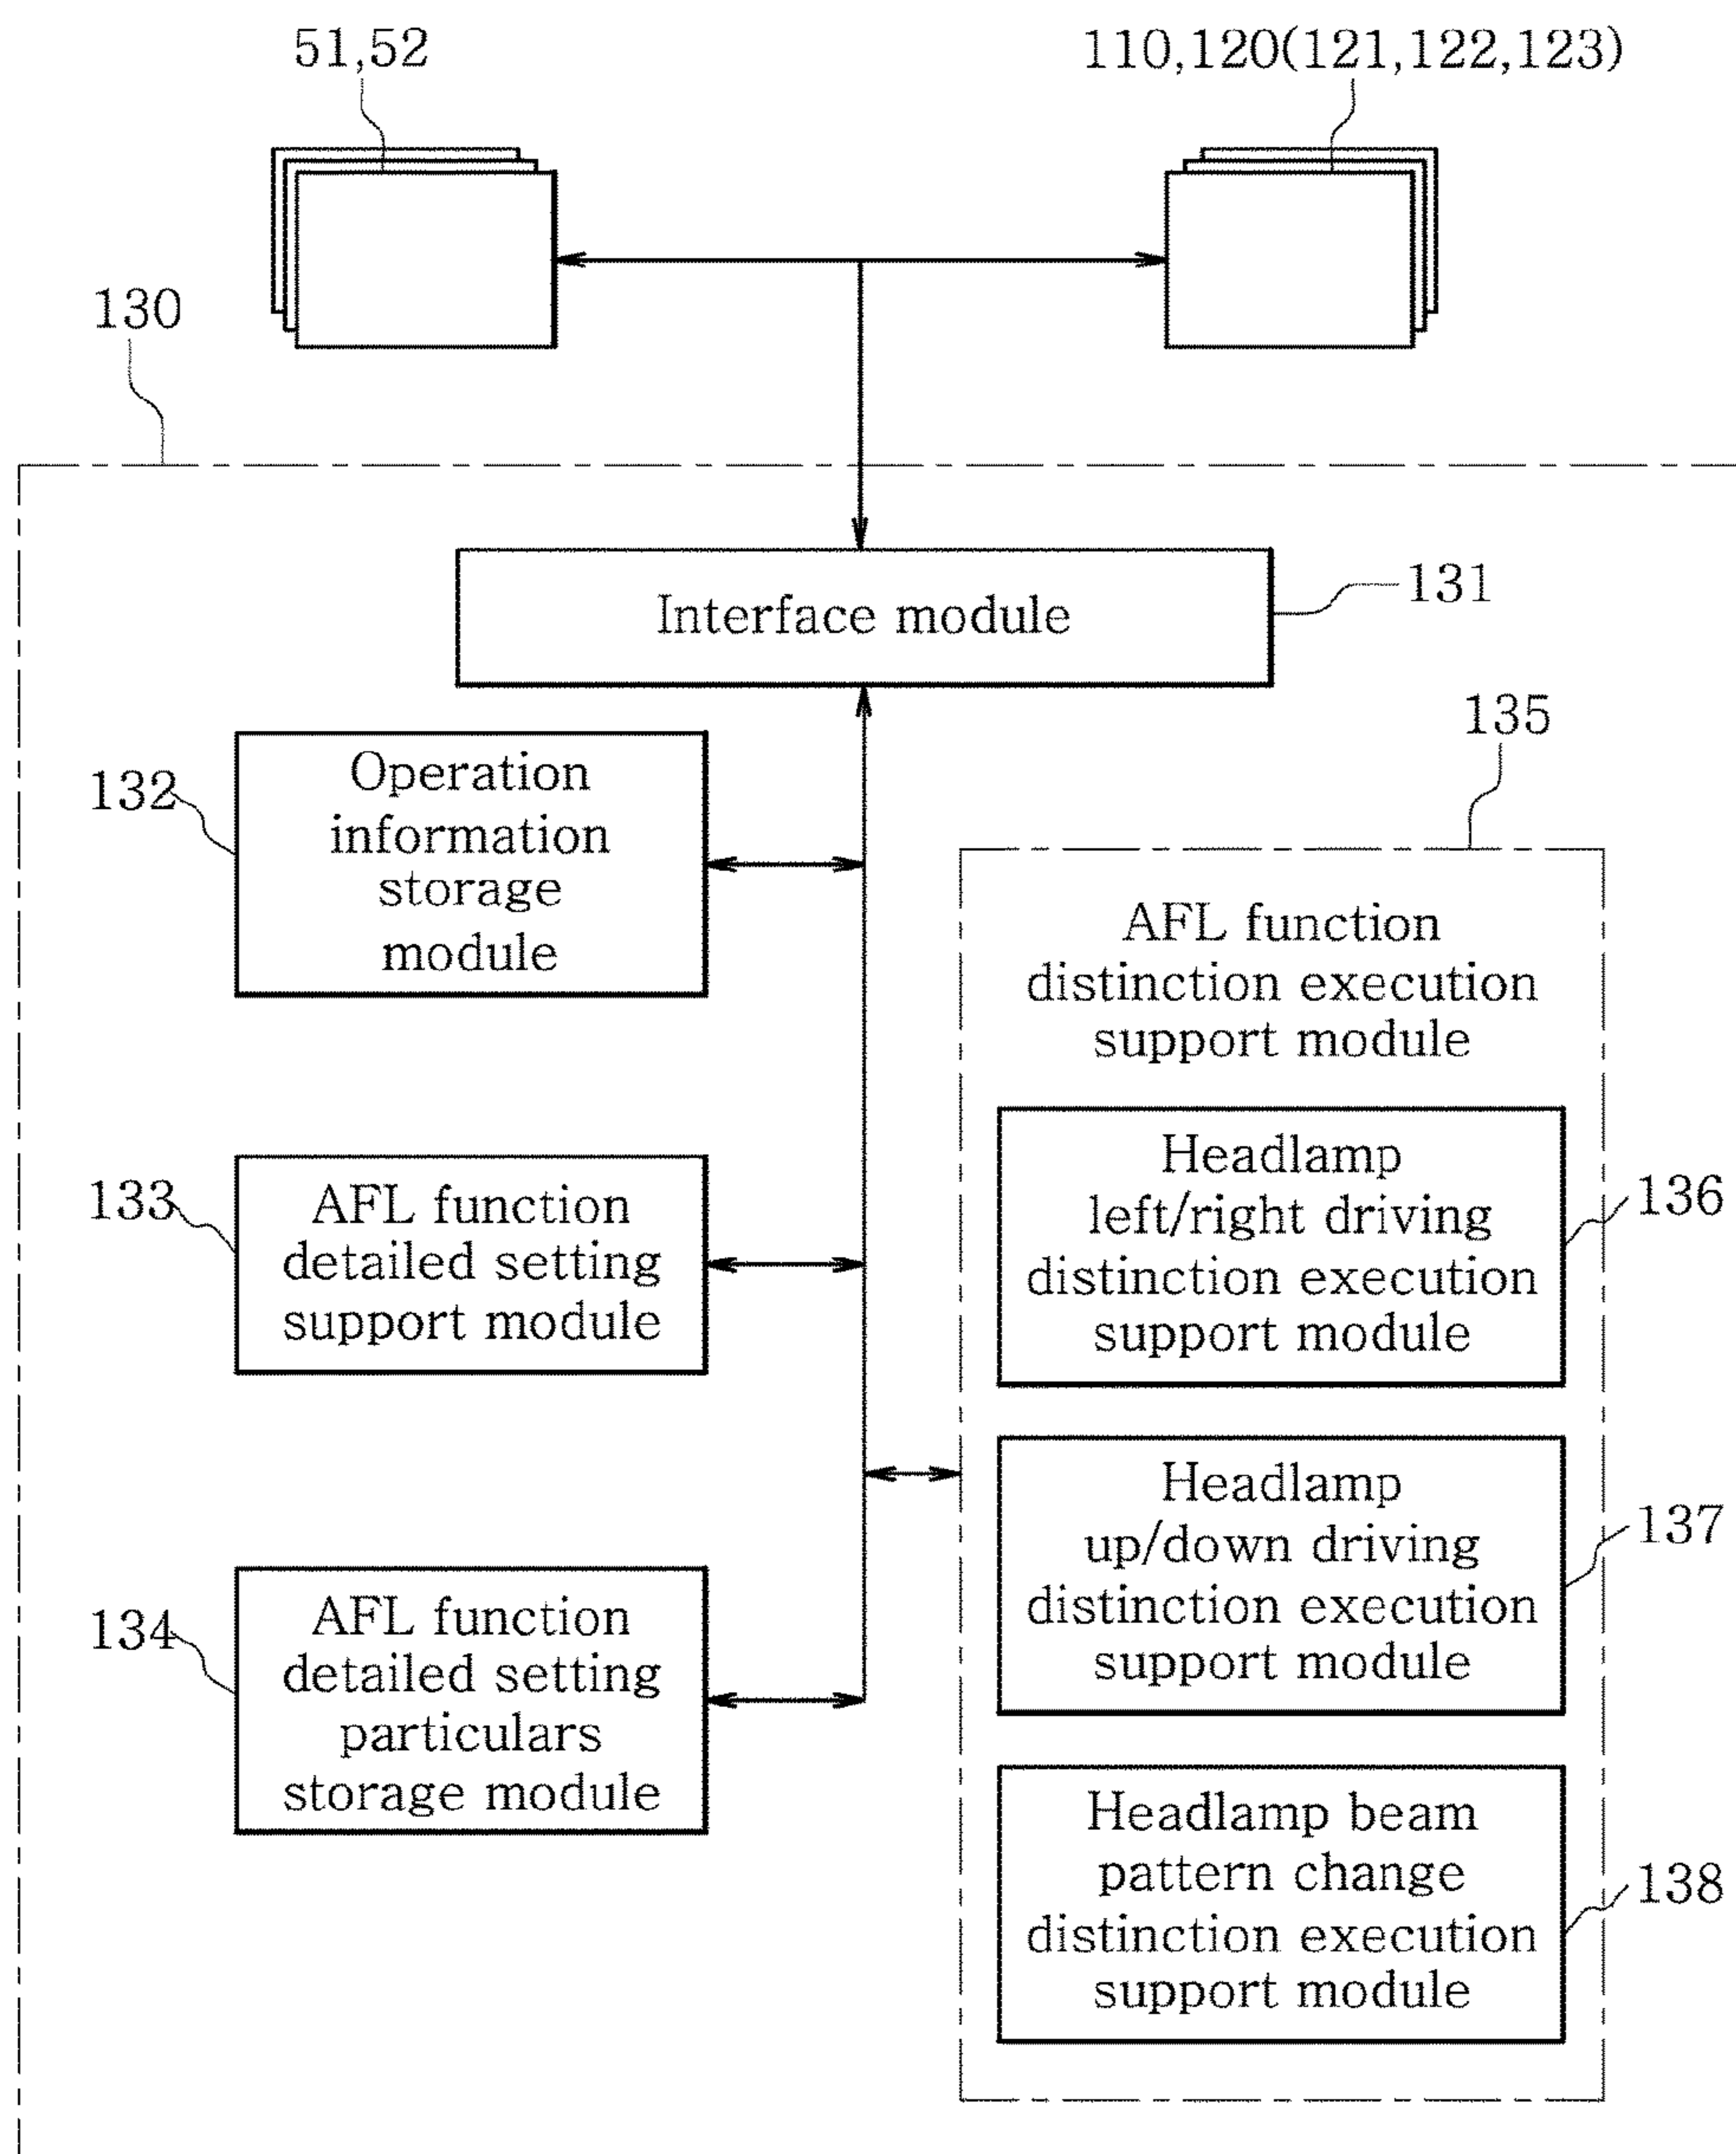 51,52
110,120(121,122,123)
130
Interface module
131
132
Operation
information
storage
module
133
AFL function
detailed setting
support module
134
AFL function
detailed setting
particulars
storage module
135
AFL function
distinction execution
support module
Headlamp
left/right driving
distinction execution
support module
136
Headlamp
up/down driving
distinction execution
support module
137
Headlamp beam
pattern change
distinction execution
support module
138